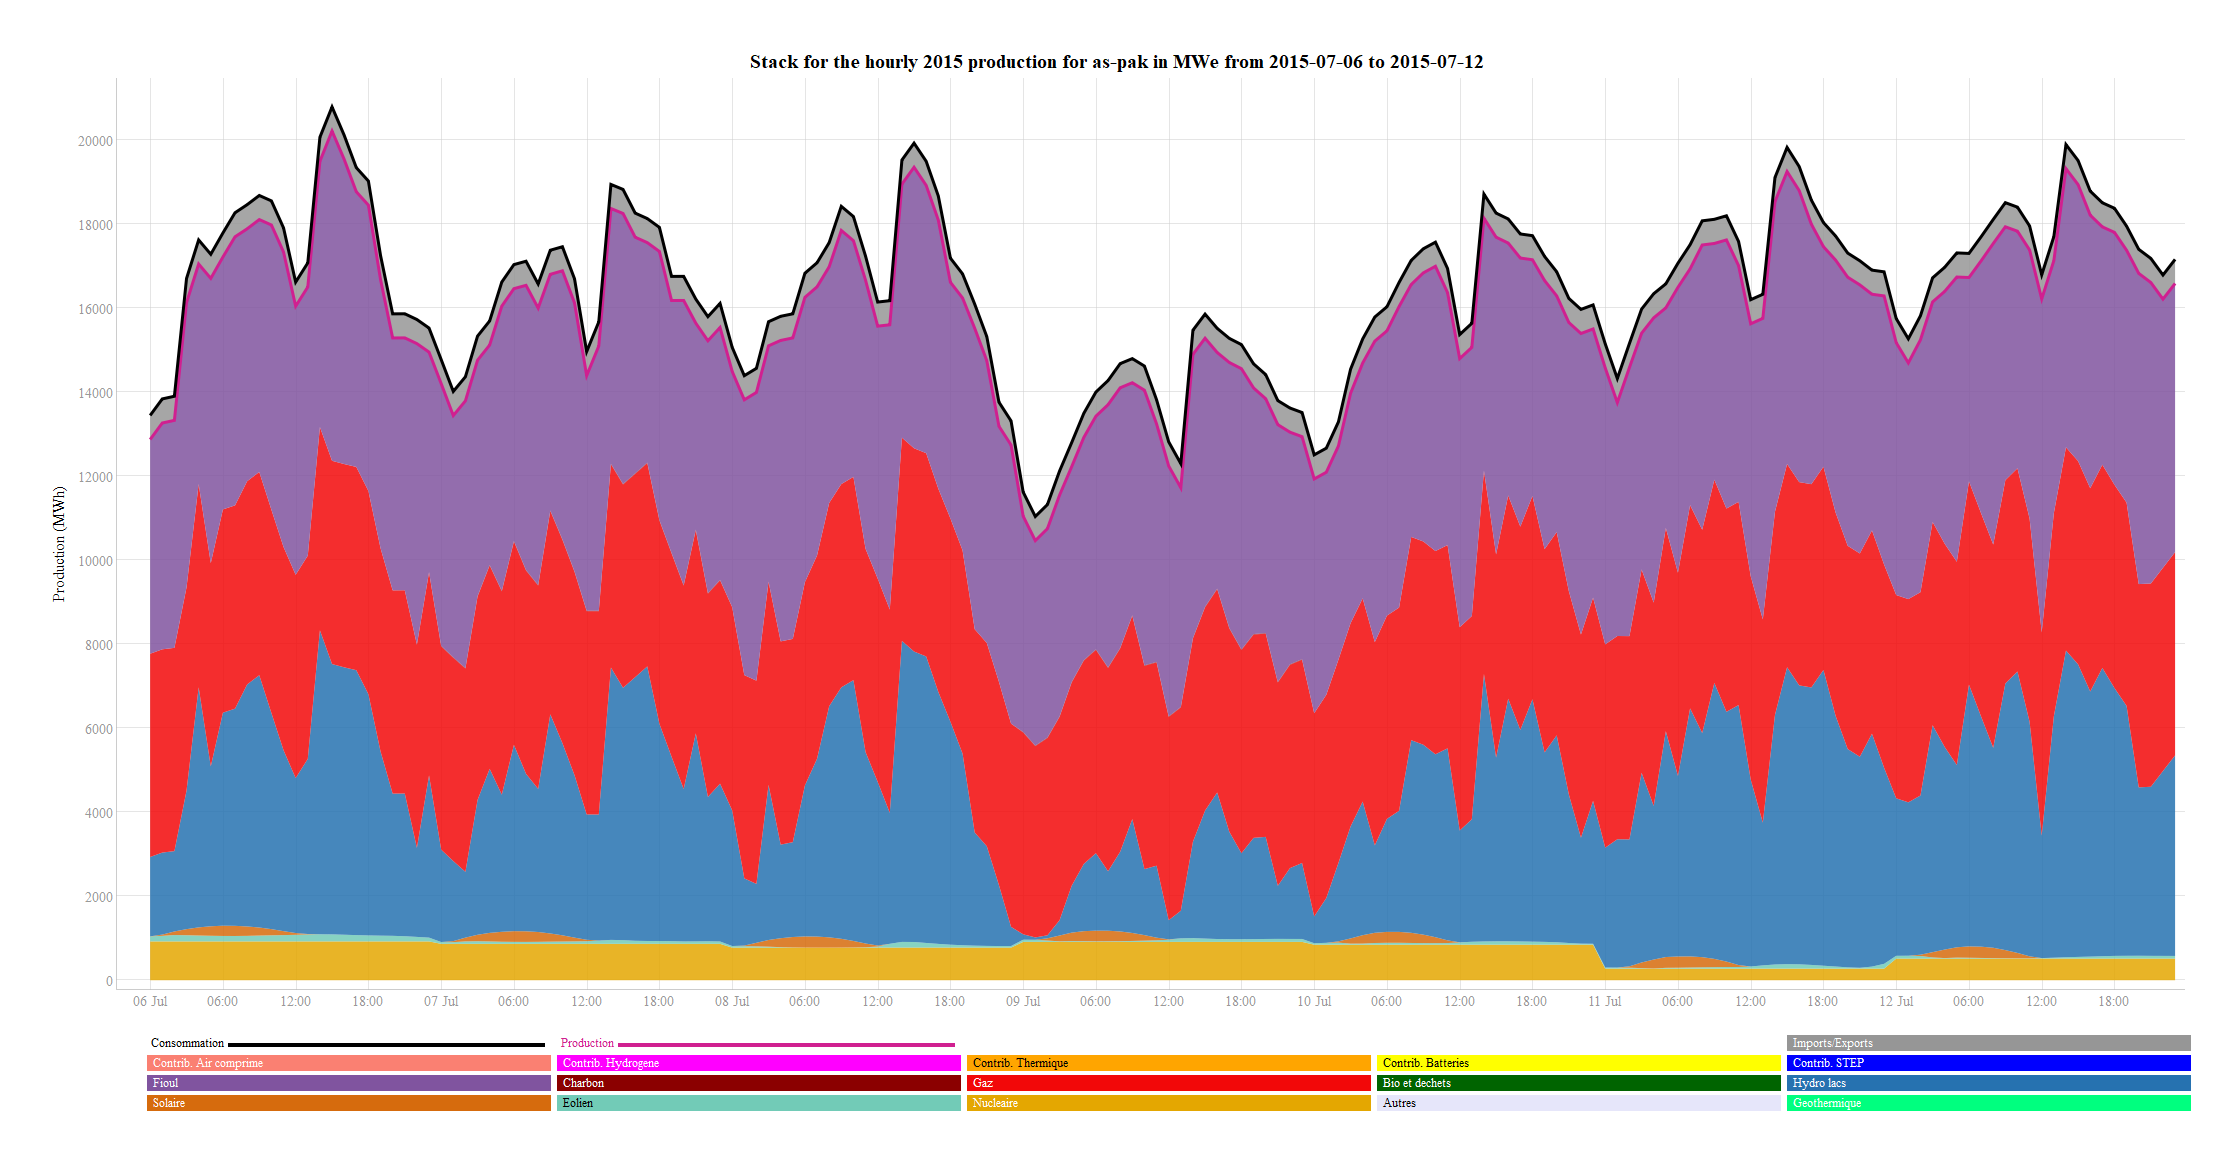 Stack for the hourly 2015 production for as-pak in MWe from 2015-07-06 to 2015-07-12
Production (MWh)
20000
18000
16000
14000
12000
10000
8000
6000
4000
2000
0
06 Jul 06:00 12:00 18:00 07 Jul 06:00 12:00 18:00 08 Jul 06:00 12:00 18:00 09 Jul 06:00 12:00 18:00 10 Jul 06:00 12:00 18:00 11 Jul 06:00 12:00 18:00 12 Jul 06:00 12:00 18:00
Consommation Production Imports/Exports
Contrib. Air comprime Contrib. Hydrogene Contrib. Thermique Contrib. Batteries Contrib. STEP
Fioul Charbon Gaz Bio et dechets Hydro lacs
Solaire Eolien Nucleaire Autres Geothermique